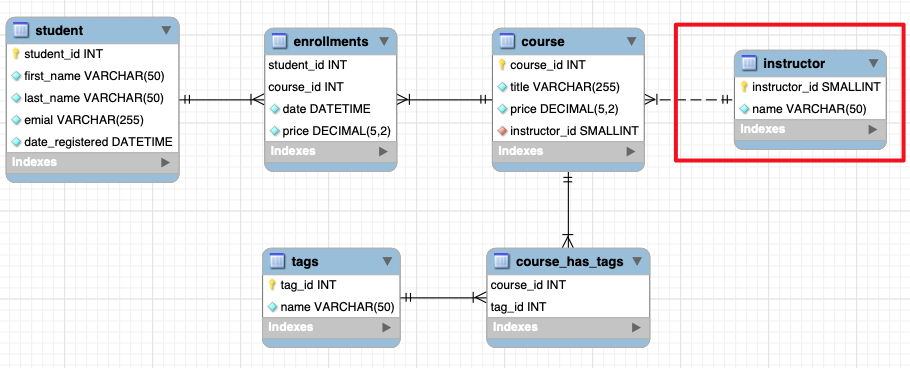 student
student_id INT
first_name VARCHAR(50)
last_name VARCHAR(50)
emial VARCHAR(255)
date_registered DATETIME
Indexes
enrollments
student_id INT
course_id INT
date DATETIME
price DECIMAL(5,2)
Indexes
course
course_id INT
title VARCHAR(255)
price DECIMAL(5,2)
instructor_id SMALLINT
Indexes
instructor
instructor_id SMALLINT
name VARCHAR(50)
Indexes
tags
tag_id INT
name VARCHAR(50)
Indexes
course_has_tags
course_id INT
tag_id INT
Indexes